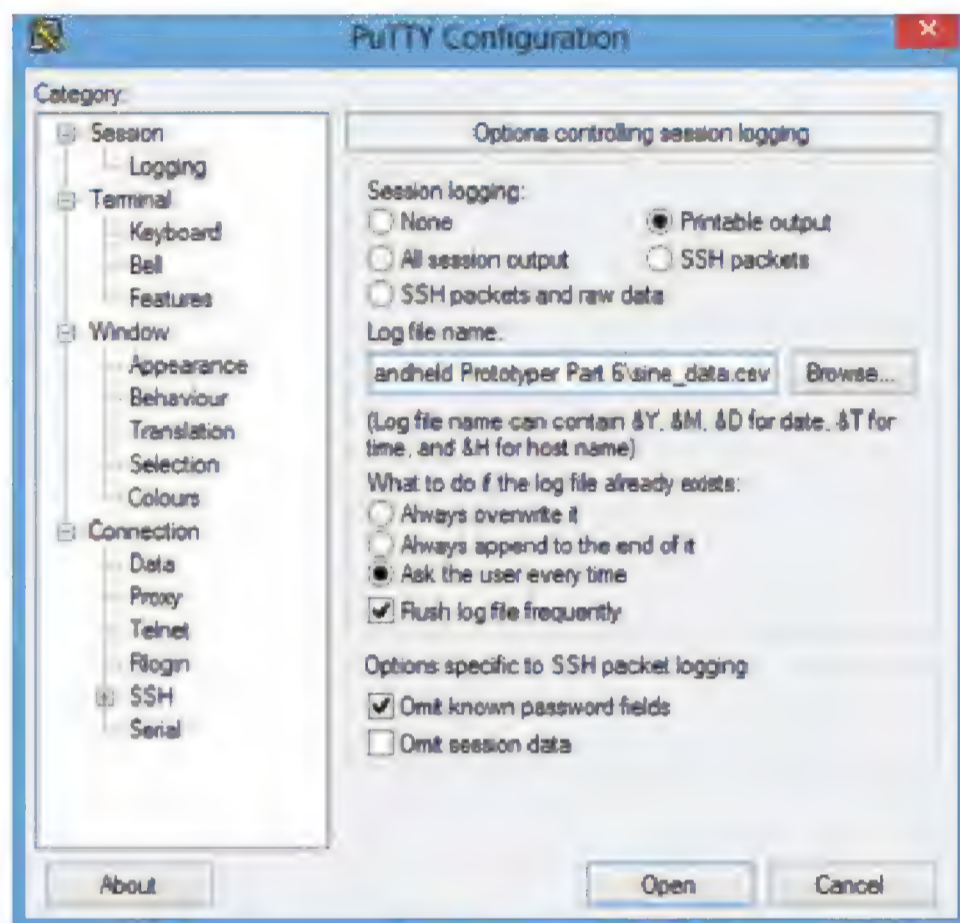 PuTTY Configuration
Category:
Session
Logging
Terminal
Keyboard
Bell
Features
Window
Appearance
Behaviour
Translation
Selection
Colours
Connection
Data
Proxy
Telnet
Rlogin
SSH
Serial
Options controlling session logging
Session logging:
None
Printable output
All session output
SSH packets
SSH packets and raw data
Log file name:
andheld Prototyper Part 6\sine_data.csv
Browse...
(Log file name can contain &Y, &M, &D for date, &T for
time, and &H for host name)
What to do if the log file already exists:
Always overwrite it
Always append to the end of it
Ask the user every time
Flush log file frequently
Options specific to SSH packet logging
Omit known password fields
Omit session data
About
Open
Cancel